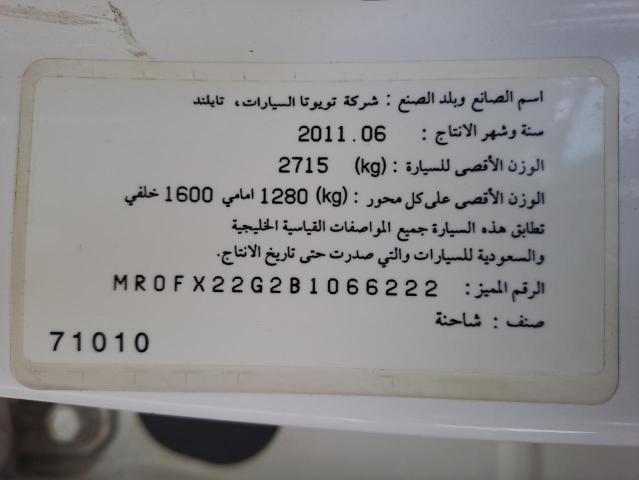 اسم الصانع وبلد الصنع : شركة تويوتا السيارات، تايلند
سنة وشهر الانتاج : 2011.06
الوزن الأقصى للسيارة : (kg) 2715
الوزن الأقصى على كل محور : (kg) 1280 امامي 1600 خلفي
تطابق هذه السيارة جميع المواصفات القياسية الخليجية
والسعودية للسيارات والتي صدرت حتى تاريخ الانتاج.
الرقم المميز : MR0FX22G2B1066222
صنف : شاحنة
71010